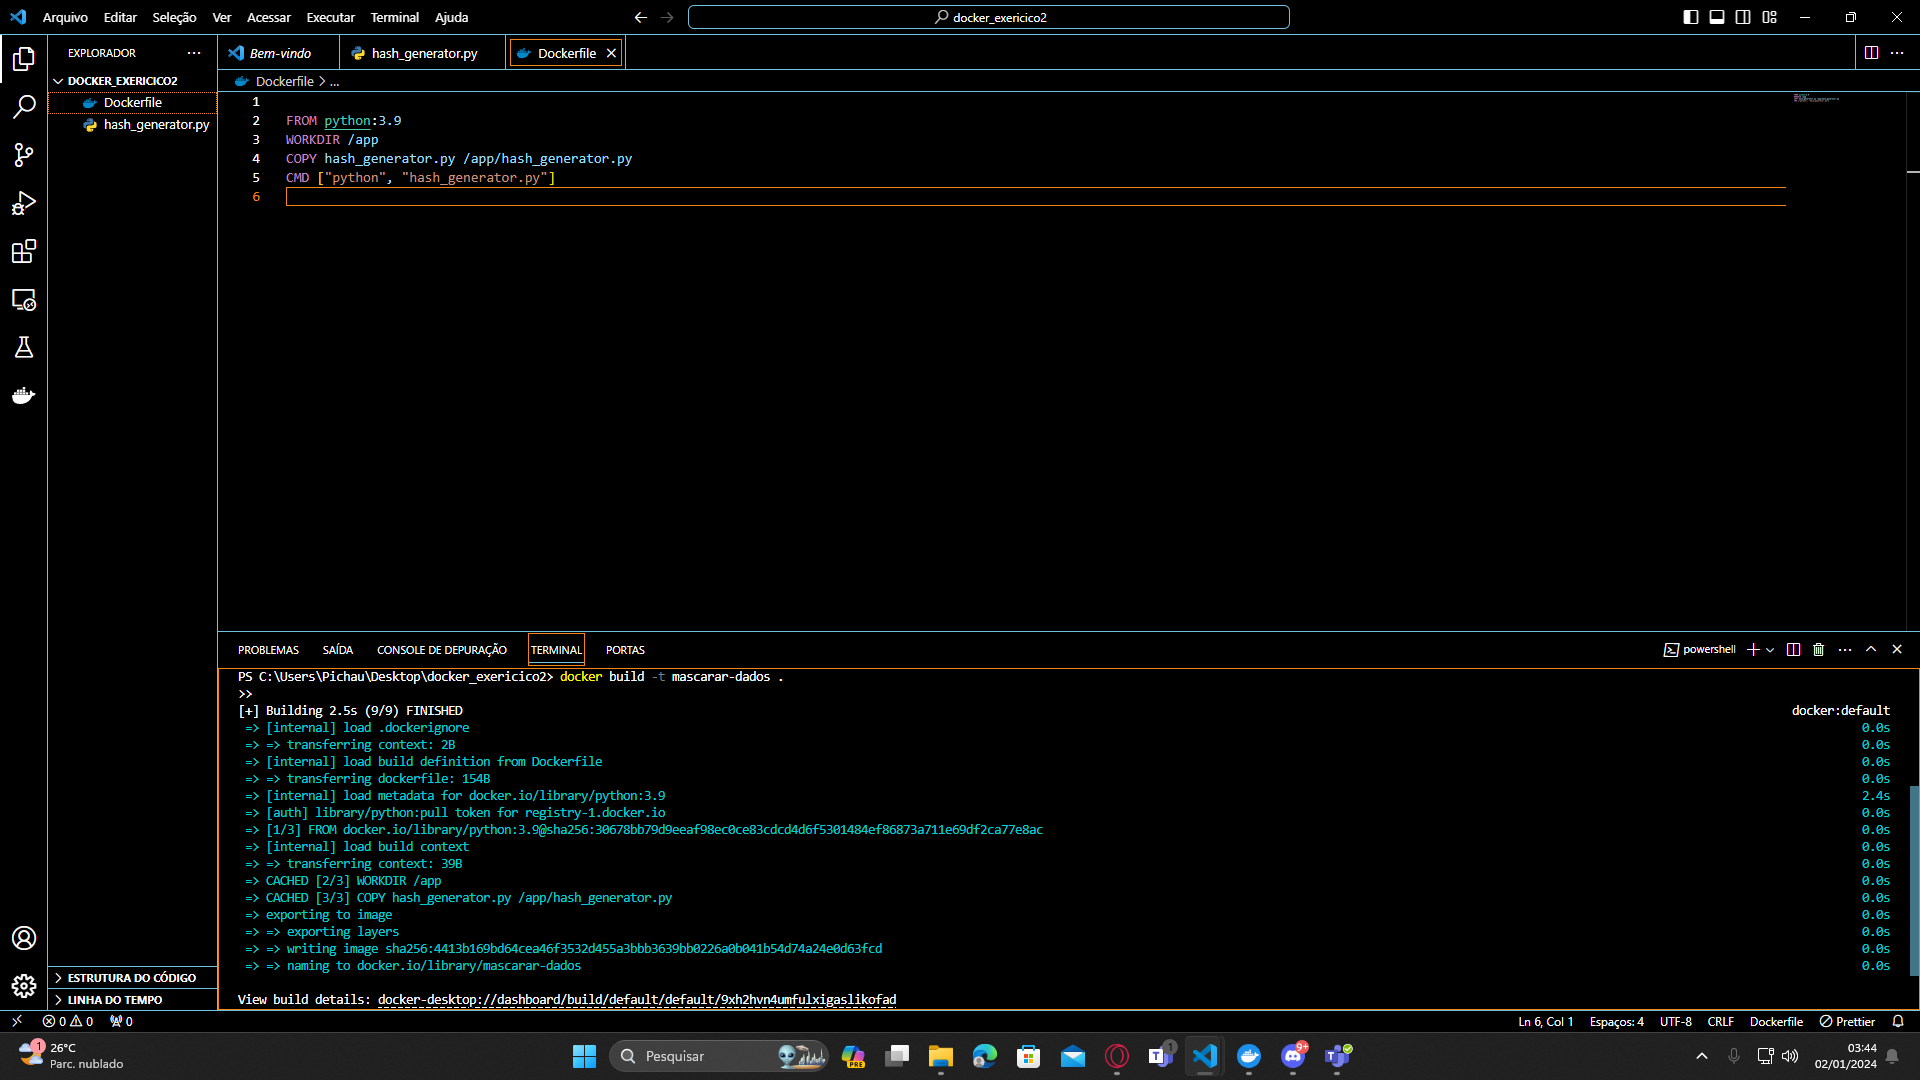 Arquivo Editar Seleção Ver Acessar Executar Terminal Ajuda
docker_exericico2
EXPLORADOR
DOCKER_EXERICICO2
Dockerfile
hash_generator.py
ESTRUTURA DO CÓDIGO
LINHA DO TEMPO
Bem-vindo hash_generator.py Dockerfile
Dockerfile > ...
1
2 FROM python:3.9
3 WORKDIR /app
4 COPY hash_generator.py /app/hash_generator.py
5 CMD ["python", "hash_generator.py"]
6
PROBLEMAS SAÍDA CONSOLE DE DEPURAÇÃO TERMINAL PORTAS powershell
PS C:\Users\Pichau\Desktop\docker_exericico2> docker build -t mascarar-dados .
>>
[+] Building 2.5s (9/9) FINISHED docker:default
=> [internal] load .dockerignore 0.0s
=> => transferring context: 2B 0.0s
=> [internal] load build definition from Dockerfile 0.0s
=> => transferring dockerfile: 154B 0.0s
=> [internal] load metadata for docker.io/library/python:3.9 2.4s
=> [auth] library/python:pull token for registry-1.docker.io 0.0s
=> [1/3] FROM docker.io/library/python:3.9@sha256:30678bb79d9eeaf98ec0ce83cdcd4d6f5301484ef86873a711e69df2ca77e8ac 0.0s
=> [internal] load build context 0.0s
=> => transferring context: 39B 0.0s
=> CACHED [2/3] WORKDIR /app 0.0s
=> CACHED [3/3] COPY hash_generator.py /app/hash_generator.py 0.0s
=> exporting to image 0.0s
=> => exporting layers 0.0s
=> => writing image sha256:4413b169bd64cea46f3532d455a3bbb3639bb0226a0b041b54d74a24e0d63fcd 0.0s
=> => naming to docker.io/library/mascarar-dados 0.0s
View build details: docker-desktop://dashboard/build/default/default/9xh2hvn4umfulxigaslikofad
0 0 0 Ln 6, Col 1 Espaços: 4 UTF-8 CRLF Dockerfile Prettier
1 26°C
Parc. nublado
Pesquisar
PRE
1
9+
03:44
02/01/2024